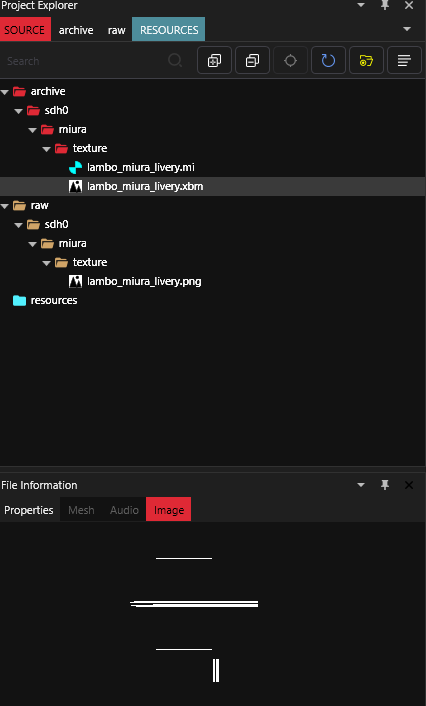 Project Explorer
SOURCE archive raw RESOURCES
Search
archive
sdh0
miura
texture
lambo_miura_livery.mi
lambo_miura_livery.xbm
raw
sdh0
miura
texture
lambo_miura_livery.png
resources
File Information
Properties Mesh Audio Image